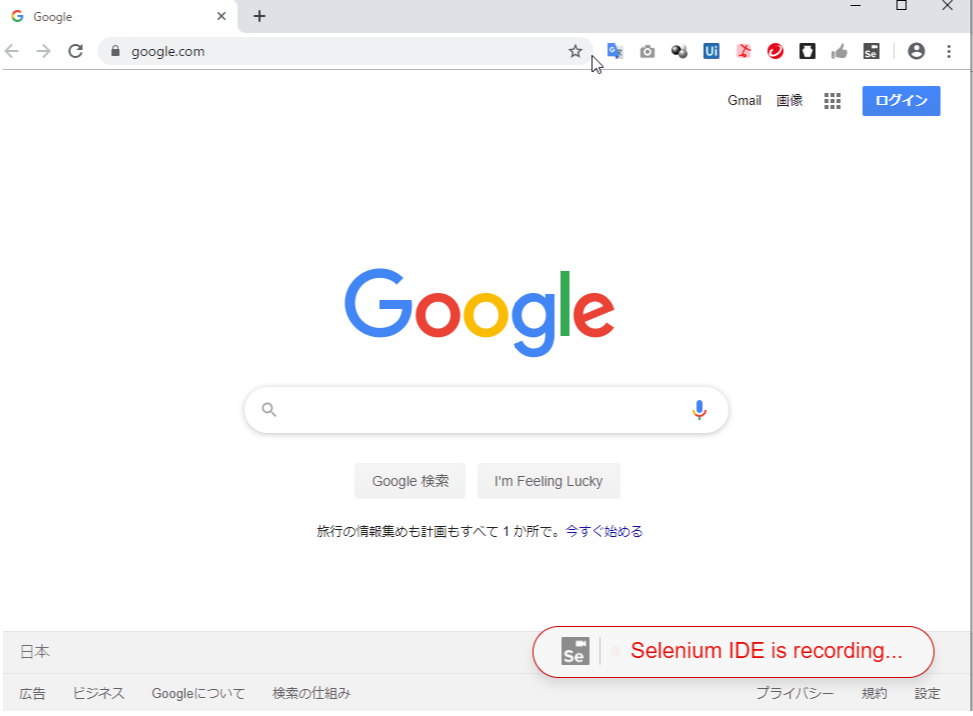 Google
google.com
Ui
Se
Gmail 画像 ログイン
Google
Google 検索 I'm Feeling Lucky
旅行の情報集めも計画もすべて 1 か所で。今すぐ始める
日本
Se Selenium IDE is recording...
広告 ビジネス Googleについて 検索の仕組み プライバシー 規約 設定